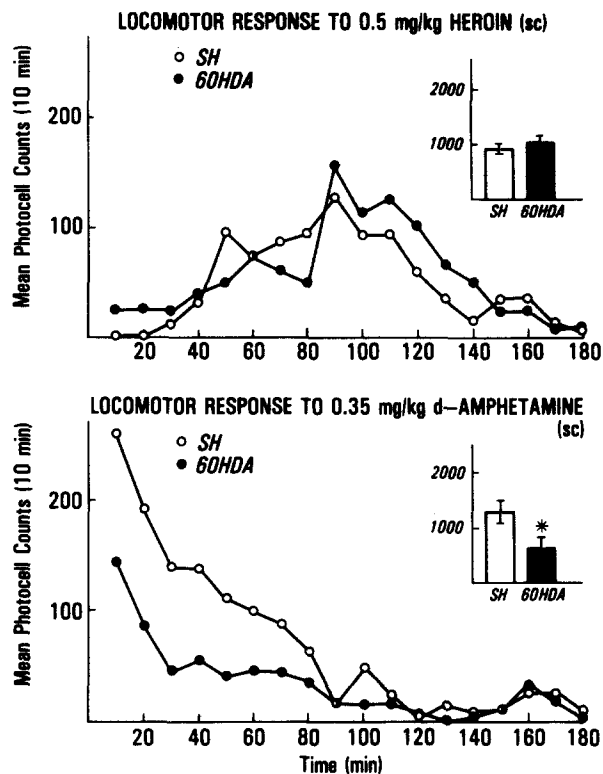 LOCOMOTOR RESPONSE TO 0.5 mg/kg HEROIN (sc)
SH
6OHDA
Mean Photocell Counts (10 min)
200
100
20 40 60 80 100 120 140 160 180
2000
1000
SH 6OHDA
LOCOMOTOR RESPONSE TO 0.35 mg/kg d-AMPHETAMINE
(sc)
SH
6OHDA
Mean Photocell Counts (10 min)
200
100
20 40 60 80 100 120 140 160 180
Time (min)
2000
1000
*
SH 6OHDA